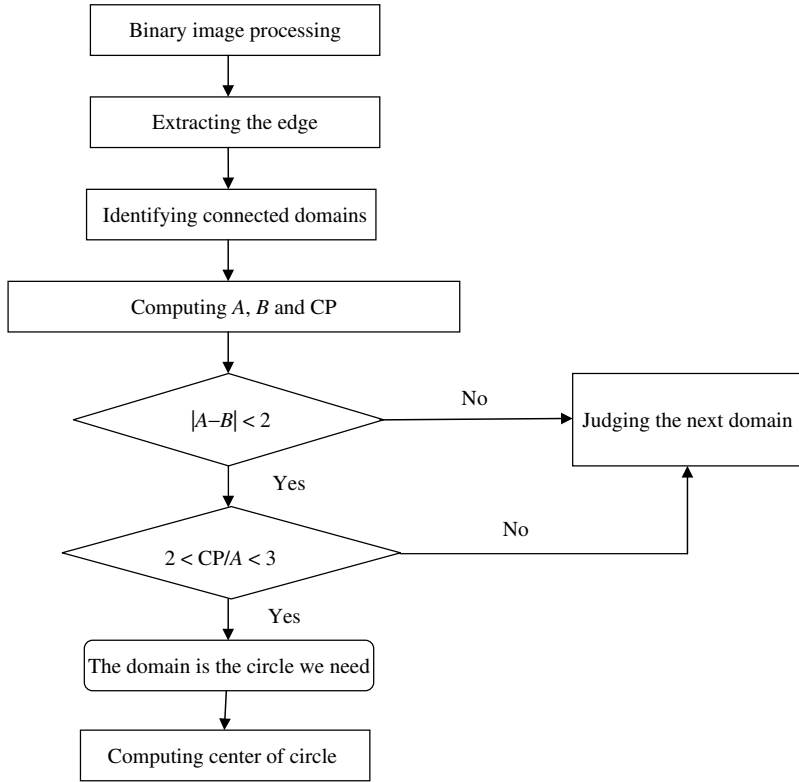 Binary image processing
Extracting the edge
Identifying connected domains
Computing A, B and CP
|A–B| < 2
No
Judging the next domain
Yes
2 < CP/A < 3
No
Yes
The domain is the circle we need
Computing center of circle